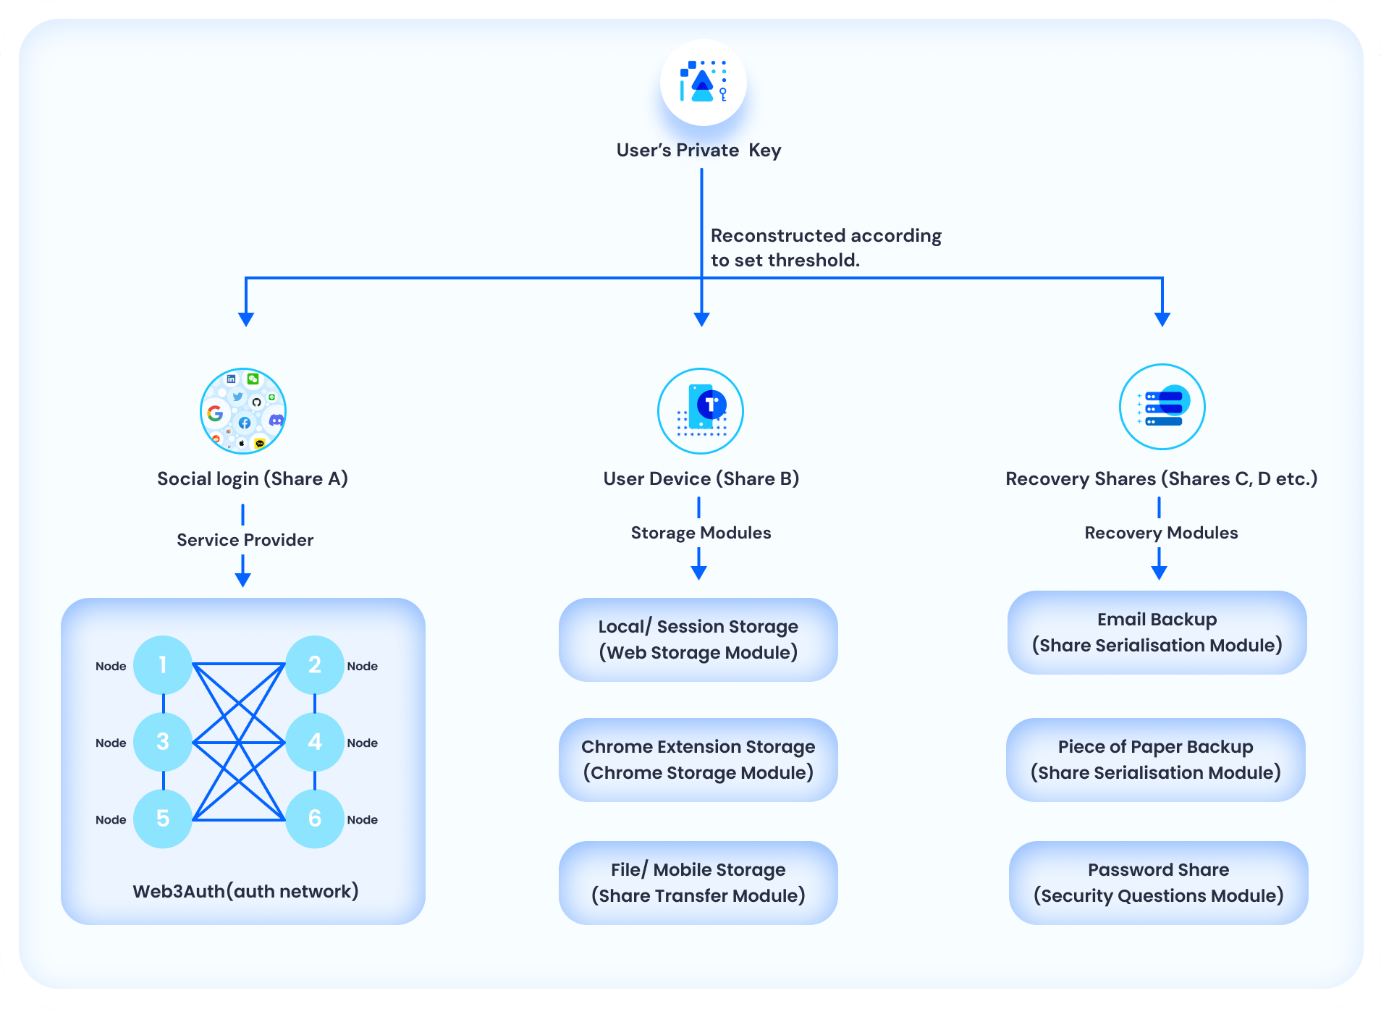 User's Private Key
Reconstructed according
to set threshold.
Social login (Share A)
Service Provider
Node 1 2 Node
Node 3 4 Node
Node 5 6 Node
Web3Auth(auth network)
User Device (Share B)
Storage Modules
Local/ Session Storage
(Web Storage Module)
Chrome Extension Storage
(Chrome Storage Module)
File/ Mobile Storage
(Share Transfer Module)
Recovery Shares (Shares C, D etc.)
Recovery Modules
Email Backup
(Share Serialisation Module)
Piece of Paper Backup
(Share Serialisation Module)
Password Share
(Security Questions Module)